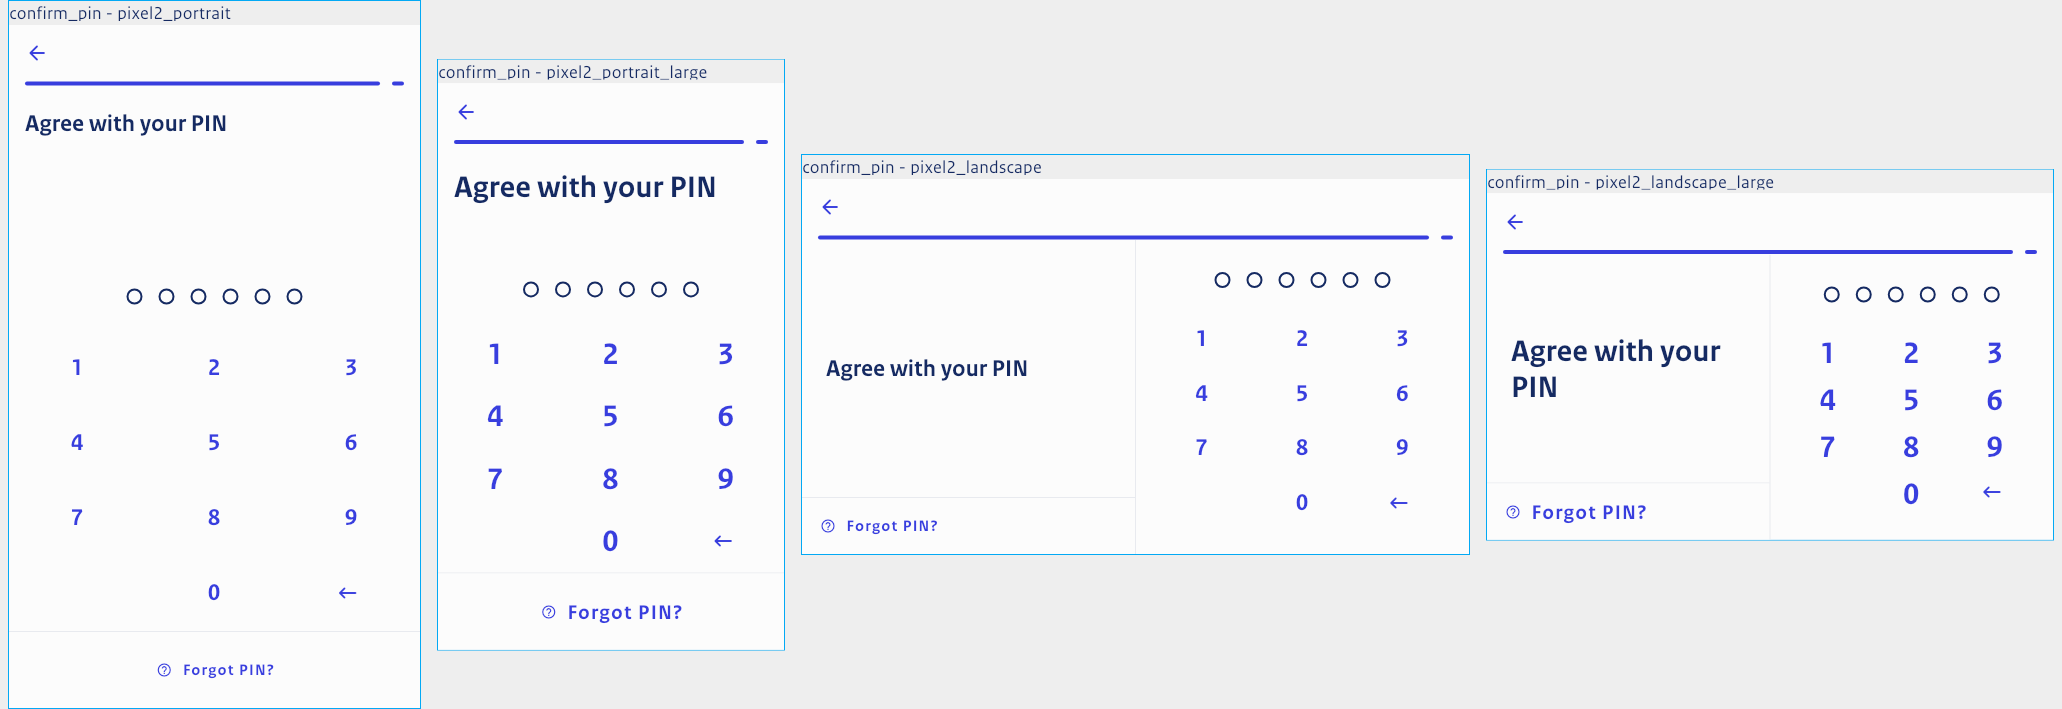 confirm_pin - pixel2_portrait
Agree with your PIN
1 2 3
4 5 6
7 8 9
0
Forgot PIN?
confirm_pin - pixel2_portrait_large
Agree with your PIN
1 2 3
4 5 6
7 8 9
0
Forgot PIN?
confirm_pin - pixel2_landscape
Agree with your PIN
1 2 3
4 5 6
7 8 9
0
Forgot PIN?
confirm_pin - pixel2_landscape_large
Agree with your
PIN
1 2 3
4 5 6
7 8 9
0
Forgot PIN?